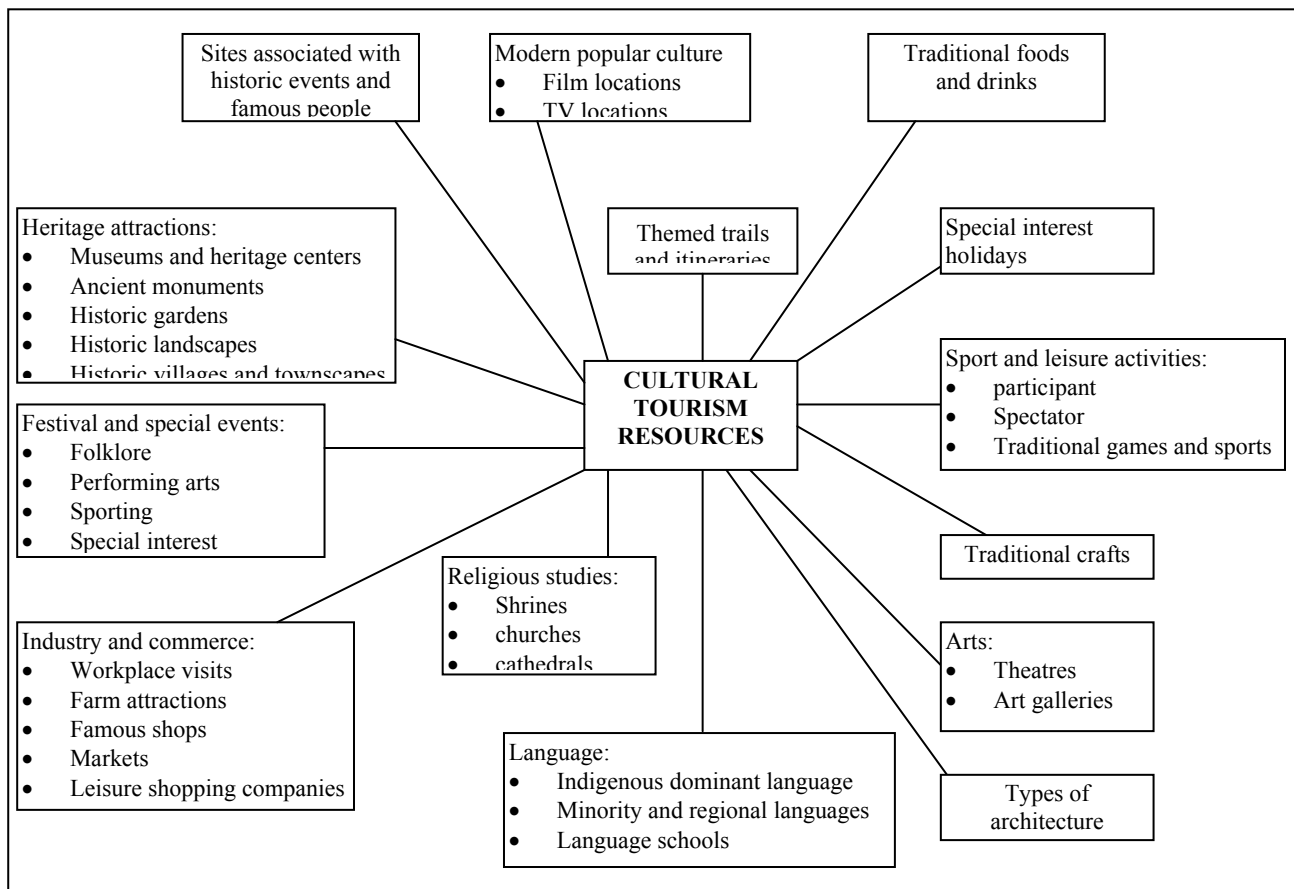 Sites associated with
historic events and
famous people
Modern popular culture
• Film locations
• TV locations
Traditional foods
and drinks
Heritage attractions:
• Museums and heritage centers
• Ancient monuments
• Historic gardens
• Historic landscapes
• Historic villages and townscapes
Themed trails
and itineraries
Special interest
holidays
CULTURAL
TOURISM
RESOURCES
Sport and leisure activities:
• participant
• Spectator
• Traditional games and sports
Festival and special events:
• Folklore
• Performing arts
• Sporting
• Special interest
Traditional crafts
Religious studies:
• Shrines
• churches
• cathedrals
Industry and commerce:
• Workplace visits
• Farm attractions
• Famous shops
• Markets
• Leisure shopping companies
Arts:
• Theatres
• Art galleries
Language:
• Indigenous dominant language
• Minority and regional languages
• Language schools
Types of
architecture